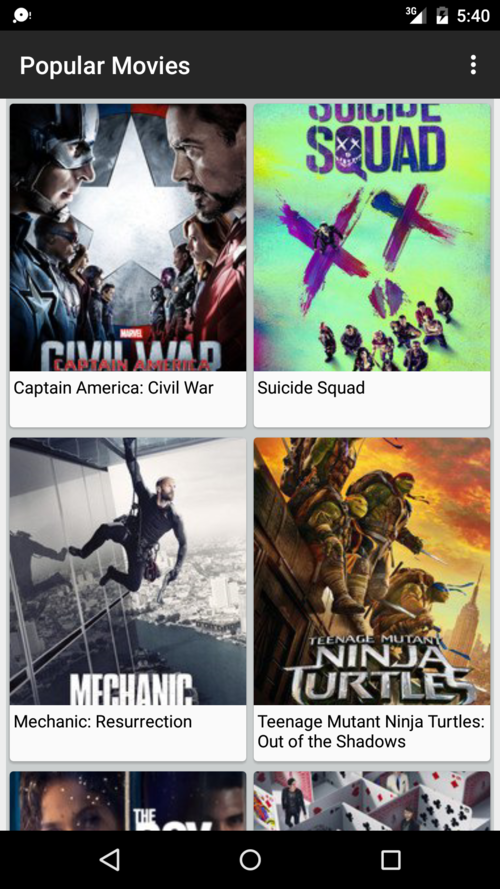 3G
5:40
Popular Movies
SUICIDE
SQUAD
MARVEL
CIVIL WAR
CAPTAIN AMERICA
Captain America: Civil War
Suicide Squad
MECHANIC
TEENAGE MUTANT
NINJA
TURTLES
Mechanic: Resurrection
Teenage Mutant Ninja Turtles:
Out of the Shadows
THE
BOY